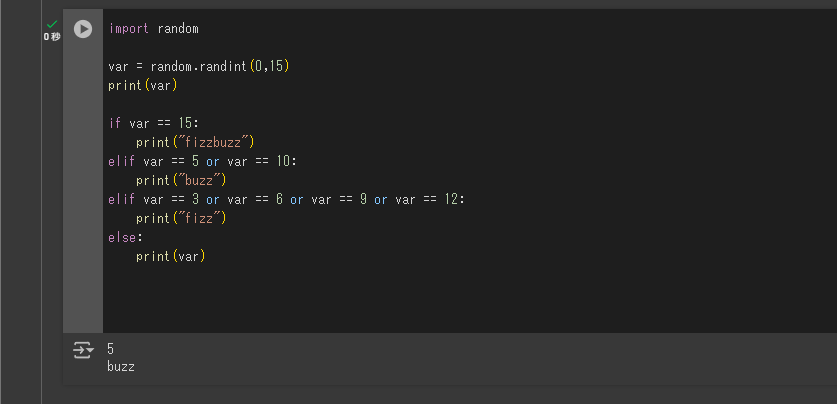 0 秒
import random
var = random.randint(0,15)
print(var)
if var == 15:
    print("fizzbuzz")
elif var == 5 or var == 10:
    print("buzz")
elif var == 3 or var == 6 or var == 9 or var == 12:
    print("fizz")
else:
    print(var)
5
buzz